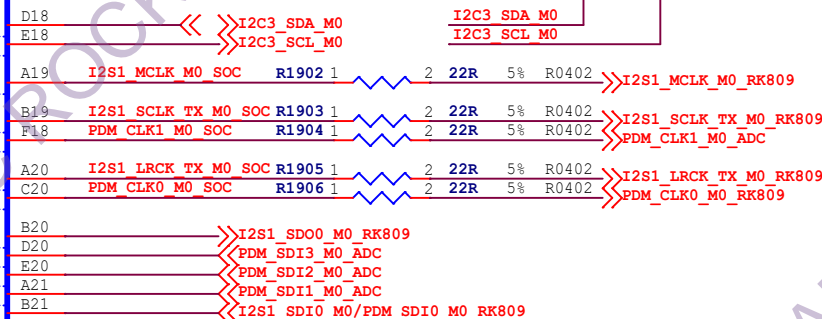 D18 I2C3_SDA_M0 I2C3_SDA_M0
E18 I2C3_SCL_M0 I2C3_SCL_M0
A19 I2S1_MCLK_M0_SOC R1902 1 2 22R 5% R0402 I2S1_MCLK_M0_RK809
B19 I2S1_SCLK_TX_M0_SOC R1903 1 2 22R 5% R0402 I2S1_SCLK_TX_M0_RK809
F18 PDM_CLK1_M0_SOC R1904 1 2 22R 5% R0402 PDM_CLK1_M0_ADC
A20 I2S1_LRCK_TX_M0_SOC R1905 1 2 22R 5% R0402 I2S1_LRCK_TX_M0_RK809
C20 PDM_CLK0_M0_SOC R1906 1 2 22R 5% R0402 PDM_CLK0_M0_RK809
B20 I2S1_SDO0_M0_RK809
D20 PDM_SDI3_M0_ADC
E20 PDM_SDI2_M0_ADC
A21 PDM_SDI1_M0_ADC
B21 I2S1_SDI0_M0/PDM_SDI0_M0_RK809
ROCK